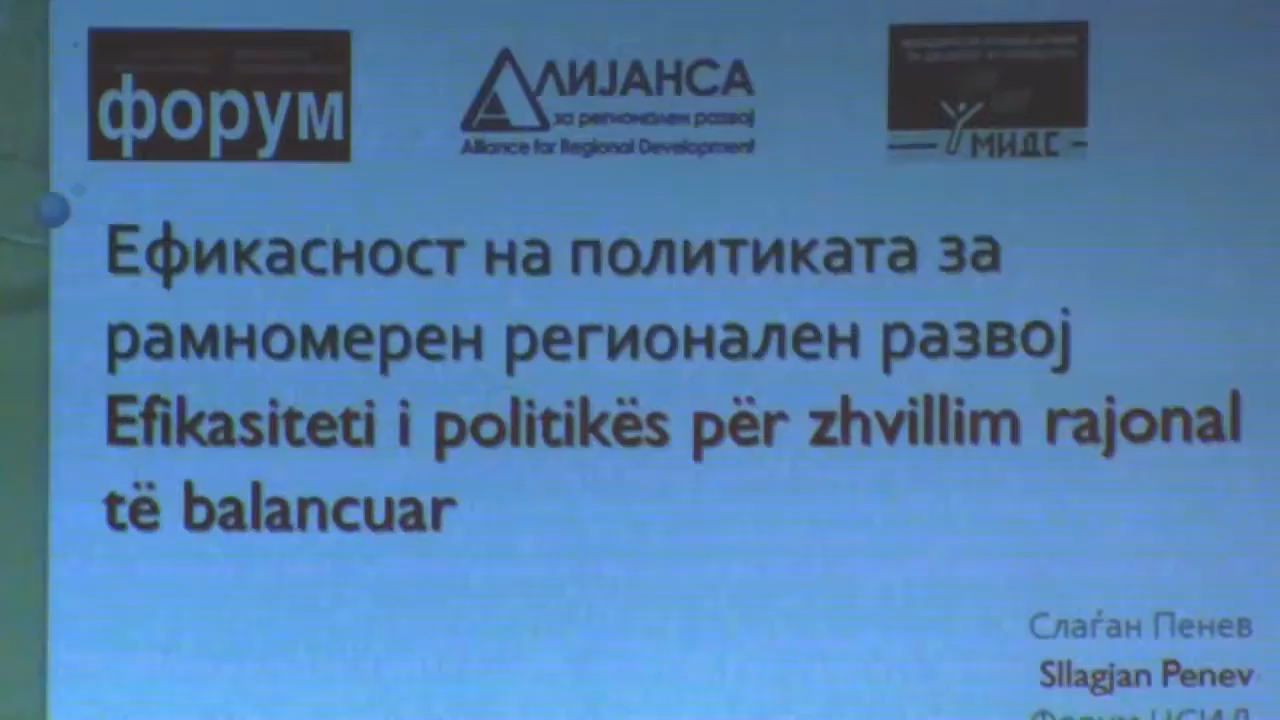 форум
АЛИЈАНСА
за регионален развој
Alliance for Regional Development
МИДС
Ефикасност на политиката за
рамномерен регионален развој
Efikasiteti i politikës për zhvillim rajonal
të balancuar
Слаѓан Пенев
Sllagjan Penev